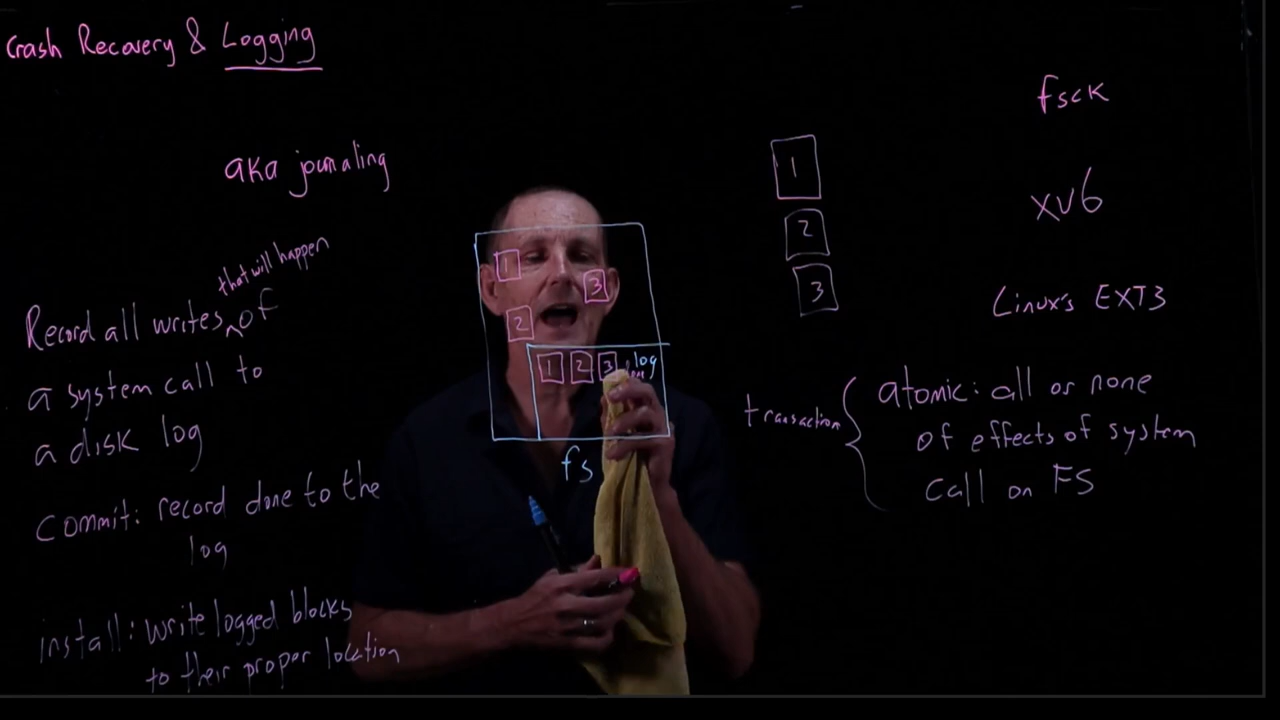 Crash Recovery & Logging
aka journaling
that will happen
Record all writes ^ of
a system call to
a disk log
Commit: record done to the
log
install: write logged blocks
to their proper location
1
3
2
1 2 3 log
fs
1
2
3
fsck
xv6
Linux's EXT3
transaction
atomic: all or none
of effects of system
call on FS